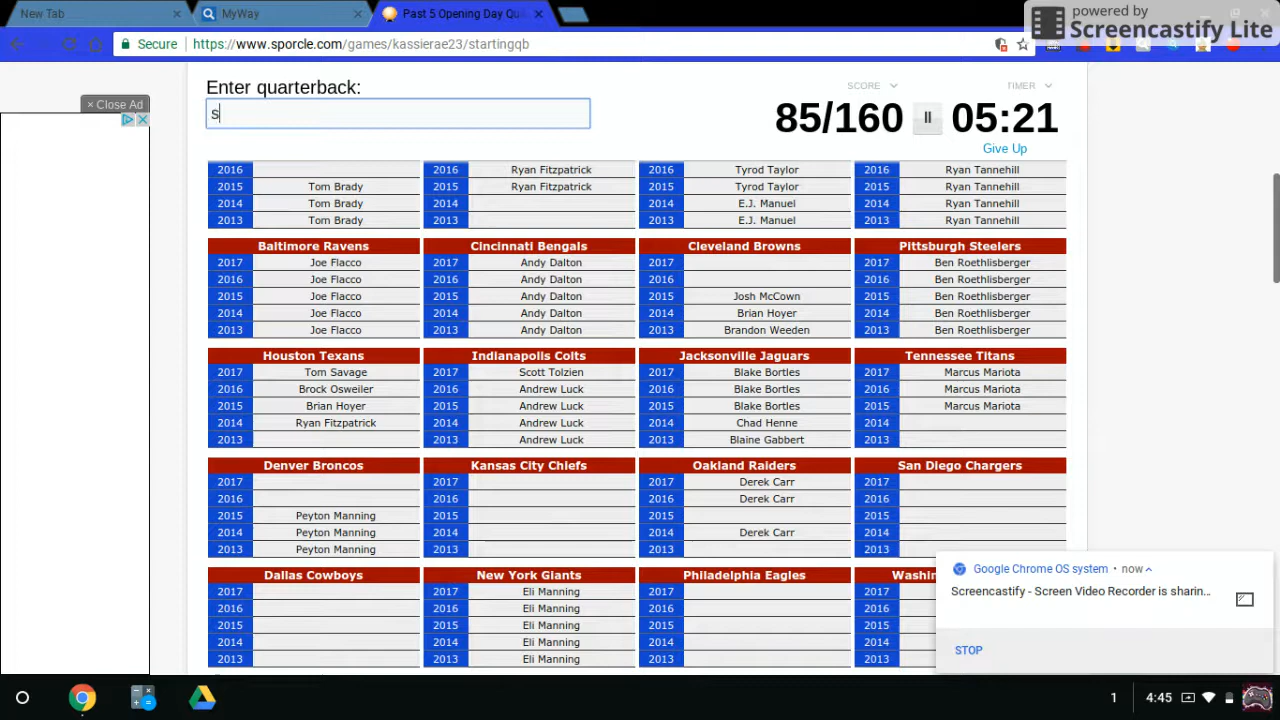 New Tab × MyWay × Past 5 Opening Day Qui ×
powered by
Screencastify Lite
Secure https://www.sporcle.com/games/kassierae23/startingqb
Enter quarterback:
s
SCORE TIMER
85/160 05:21
Give Up
× Close Ad
2016 2016 Ryan Fitzpatrick 2016 Tyrod Taylor 2016 Ryan Tannehill
2015 Tom Brady 2015 Ryan Fitzpatrick 2015 Tyrod Taylor 2015 Ryan Tannehill
2014 Tom Brady 2014 2014 E.J. Manuel 2014 Ryan Tannehill
2013 Tom Brady 2013 2013 E.J. Manuel 2013 Ryan Tannehill
Baltimore Ravens Cincinnati Bengals Cleveland Browns Pittsburgh Steelers
2017 Joe Flacco 2017 Andy Dalton 2017 2017 Ben Roethlisberger
2016 Joe Flacco 2016 Andy Dalton 2016 2016 Ben Roethlisberger
2015 Joe Flacco 2015 Andy Dalton 2015 Josh McCown 2015 Ben Roethlisberger
2014 Joe Flacco 2014 Andy Dalton 2014 Brian Hoyer 2014 Ben Roethlisberger
2013 Joe Flacco 2013 Andy Dalton 2013 Brandon Weeden 2013 Ben Roethlisberger
Houston Texans Indianapolis Colts Jacksonville Jaguars Tennessee Titans
2017 Tom Savage 2017 Scott Tolzien 2017 Blake Bortles 2017 Marcus Mariota
2016 Brock Osweiler 2016 Andrew Luck 2016 Blake Bortles 2016 Marcus Mariota
2015 Brian Hoyer 2015 Andrew Luck 2015 Blake Bortles 2015 Marcus Mariota
2014 Ryan Fitzpatrick 2014 Andrew Luck 2014 Chad Henne 2014
2013 2013 Andrew Luck 2013 Blaine Gabbert 2013
Denver Broncos Kansas City Chiefs Oakland Raiders San Diego Chargers
2017 2017 2017 Derek Carr 2017
2016 2016 2016 Derek Carr 2016
2015 Peyton Manning 2015 2015 2015
2014 Peyton Manning 2014 2014 Derek Carr 2014
2013 Peyton Manning 2013 2013 2013
Dallas Cowboys New York Giants Philadelphia Eagles Washin
2017 2017 Eli Manning 2017 2017
2016 2016 Eli Manning 2016 2016
2015 2015 Eli Manning 2015 2015
2014 2014 Eli Manning 2014 2014
2013 2013 Eli Manning 2013 2013
Google Chrome OS system • now
Screencastify - Screen Video Recorder is sharin...
STOP
1 4:45